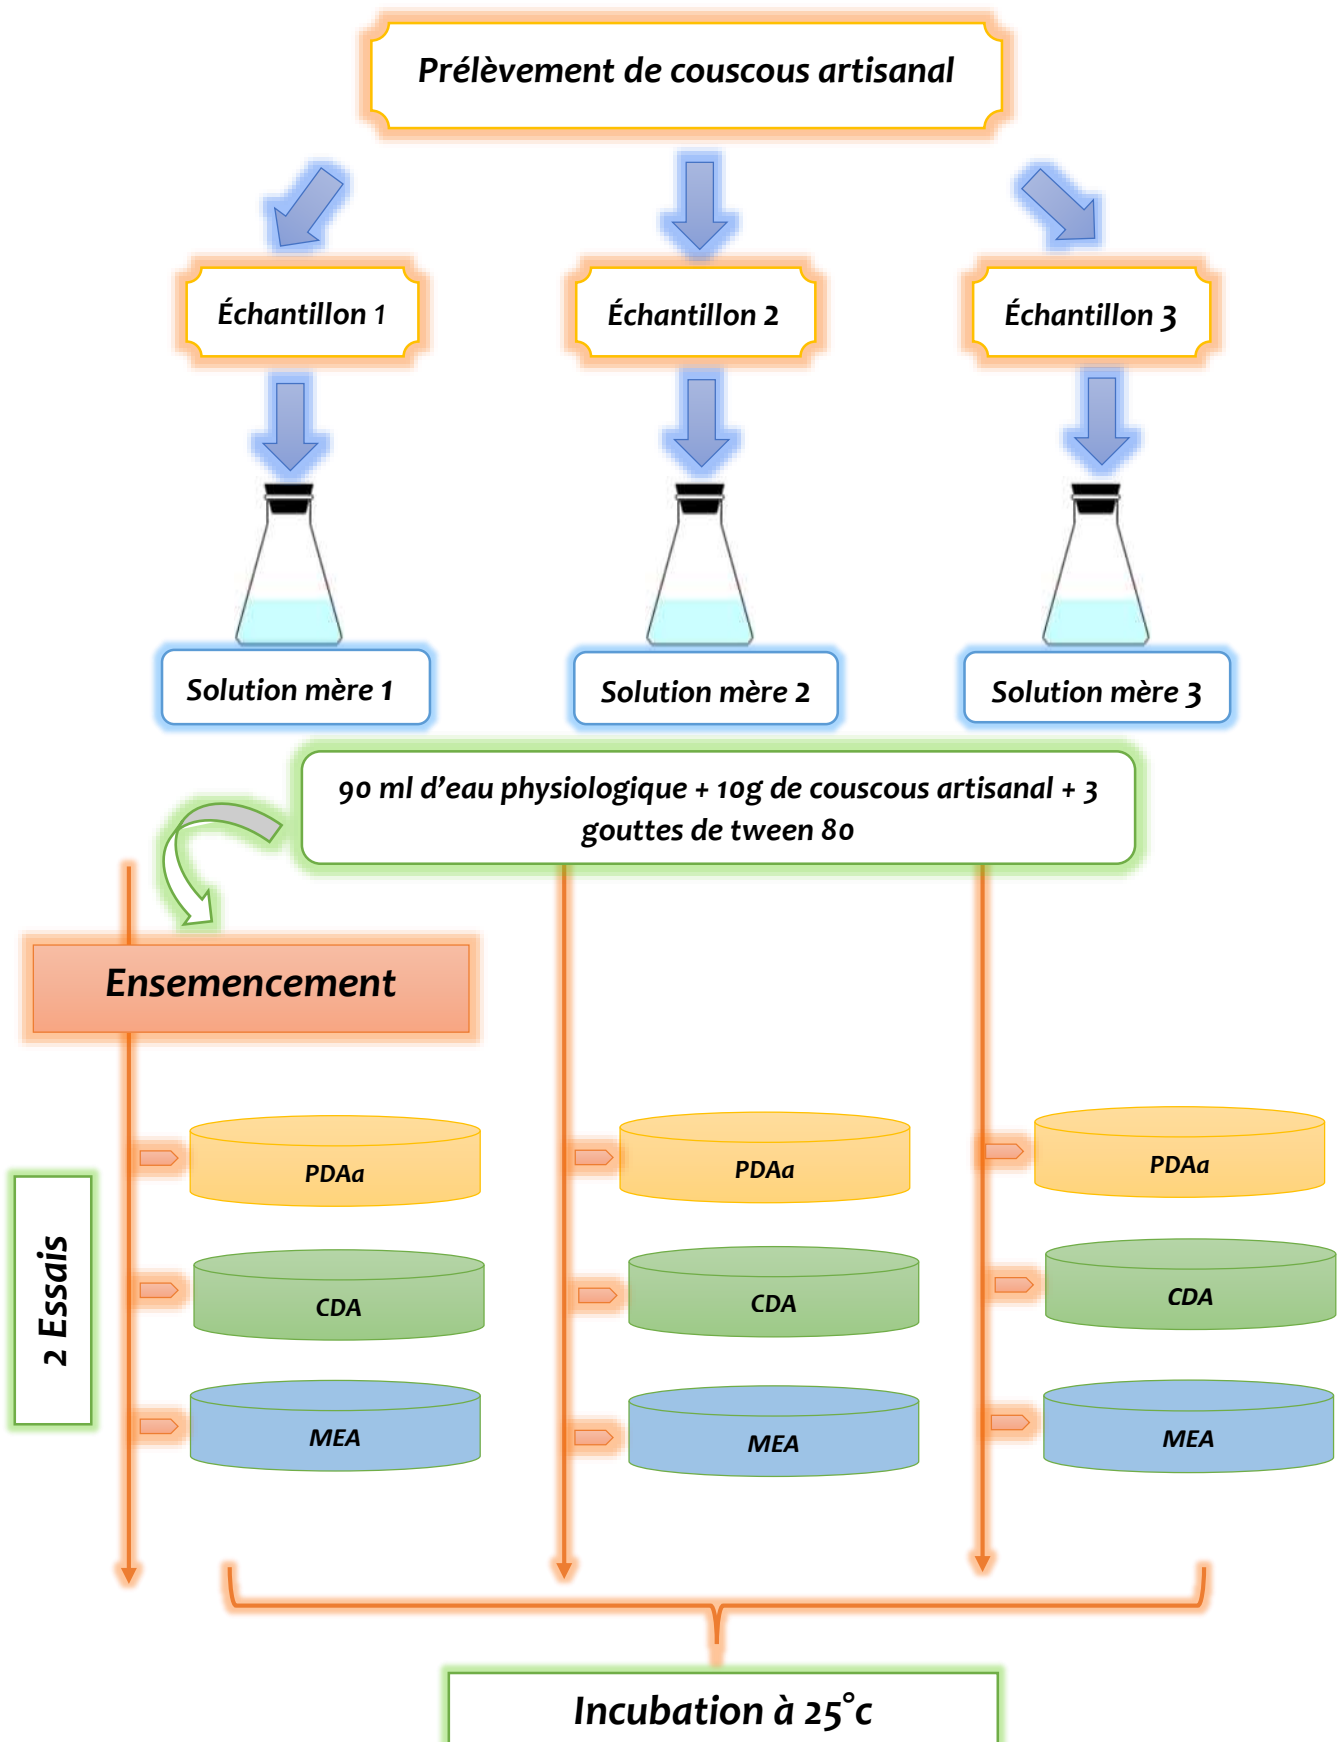 Prélèvement de couscous artisanal
Échantillon 1
Échantillon 2
Échantillon 3
Solution mère 1
Solution mère 2
Solution mère 3
90 ml d'eau physiologique + 10g de couscous artisanal + 3
gouttes de tween 80
Ensemencement
2 Essais
PDAa
PDAa
PDAa
CDA
CDA
CDA
MEA
MEA
MEA
Incubation à 25°c